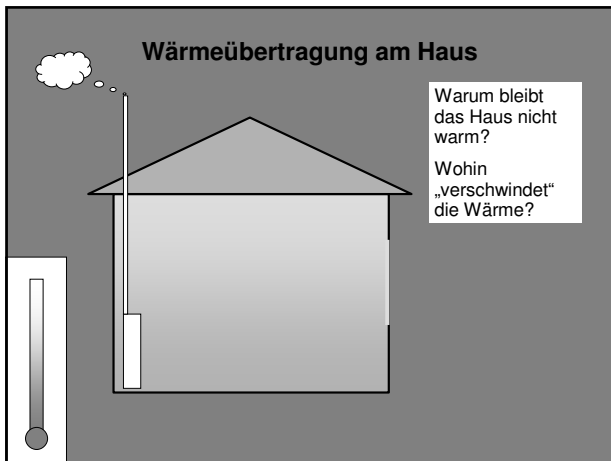 Wärmeübertragung am Haus
Warum bleibt
das Haus nicht
warm?
Wohin
„verschwindet“
die Wärme?